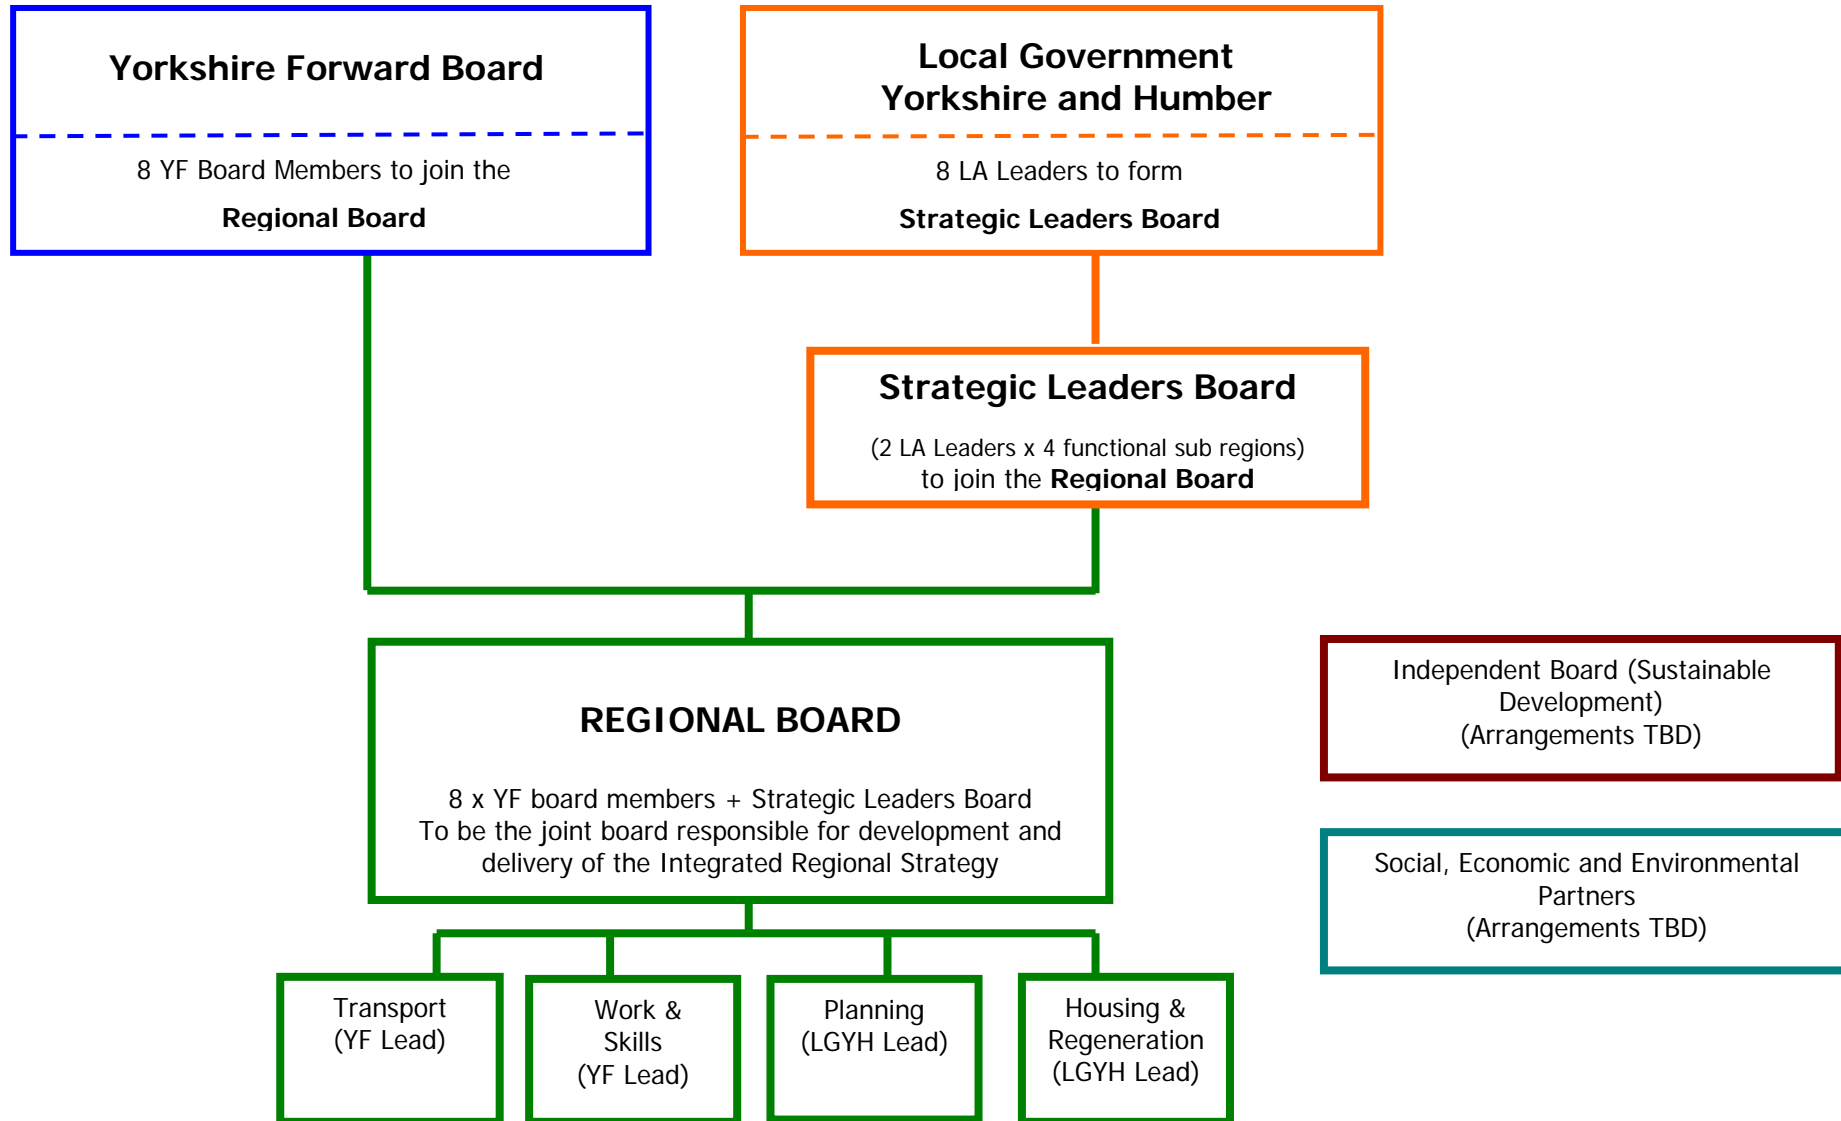 Yorkshire Forward Board
8 YF Board Members to join the
Regional Board
Local Government
Yorkshire and Humber
8 LA Leaders to form
Strategic Leaders Board
Strategic Leaders Board
(2 LA Leaders x 4 functional sub regions)
to join the Regional Board
REGIONAL BOARD
8 x YF board members + Strategic Leaders Board
To be the joint board responsible for development and
delivery of the Integrated Regional Strategy
Independent Board (Sustainable
Development)
(Arrangements TBD)
Social, Economic and Environmental
Partners
(Arrangements TBD)
Transport
(YF Lead)
Work &
Skills
(YF Lead)
Planning
(LGYH Lead)
Housing &
Regeneration
(LGYH Lead)